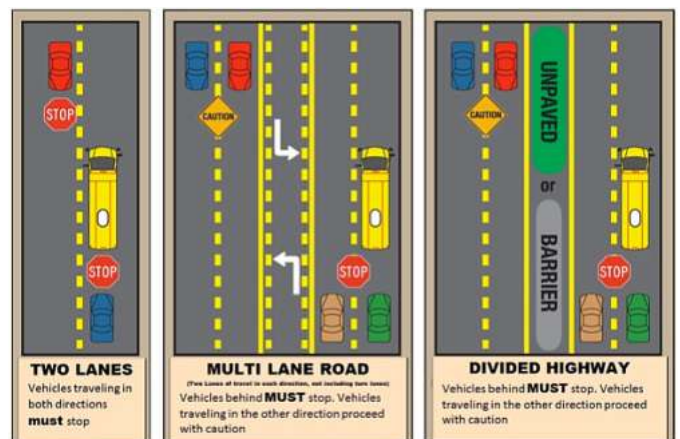 STOP
STOP
TWO LANES
Vehicles traveling in
both directions
must stop
CAUTION
STOP
MULTI LANE ROAD
(Two Lanes of travel in each direction, not including turn lanes)
Vehicles behind MUST stop. Vehicles
traveling in the other direction proceed
with caution
CAUTION
UNPAVED
or
BARRIER
STOP
DIVIDED HIGHWAY
Vehicles behind MUST stop. Vehicles
traveling in the other direction proceed
with caution